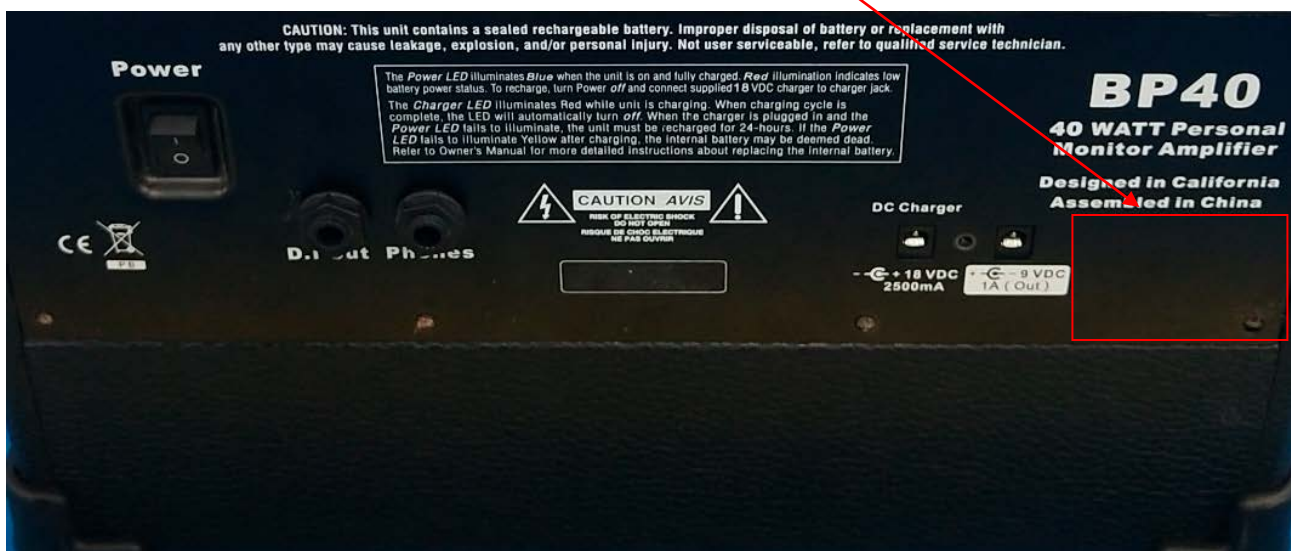 CAUTION: This unit contains a sealed rechargeable battery. Improper disposal of battery or replacement with
any other type may cause leakage, explosion, and/or personal injury. Not user serviceable, refer to qualified service technician.
Power
The Power LED illuminates Blue when the unit is on and fully charged. Red illumination indicates low
battery power status. To recharge, turn Power off and connect supplied 18 VDC charger to charger jack.
The Charger LED illuminates Red while unit is charging. When charging cycle is
complete, the LED will automatically turn off. When the charger is plugged in and the
Power LED fails to illuminate, the unit must be recharged for 24-hours. If the Power
LED fails to illuminate Yellow after charging, the internal battery may be deemed dead.
Refer to Owner's Manual for more detailed instructions about replacing the internal battery.
BP40
40 WATT Personal
Monitor Amplifier
Designed in California
Assembled in China
CAUTION AVIS
RISK OF ELECTRIC SHOCK
DO NOT OPEN
RISQUE DE CHOC ELECTRIQUE
NE PAS OUVRIR
DC Charger
CE
Pb
D.I Out Phones
- + 18 VDC
2500mA
+ - 9 VDC
1A (Out)